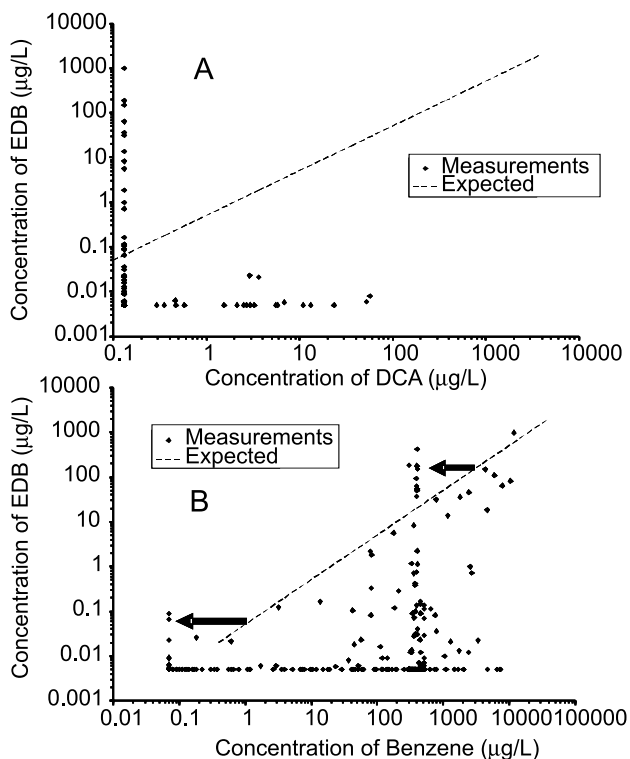 A
Concentration of EDB (µg/L)
1000
100
10
1
0.1
0.01
0.001
Measurements
Expected
0.1 1 10 100 1000 10000
Concentration of DCA (µg/L)
B
Concentration of EDB (µg/L)
10000
1000
100
10
1
0.1
0.01
0.001
Measurements
Expected
0.01 0.1 1 10 100 1000 10000 100000
Concentration of Benzene (µg/L)